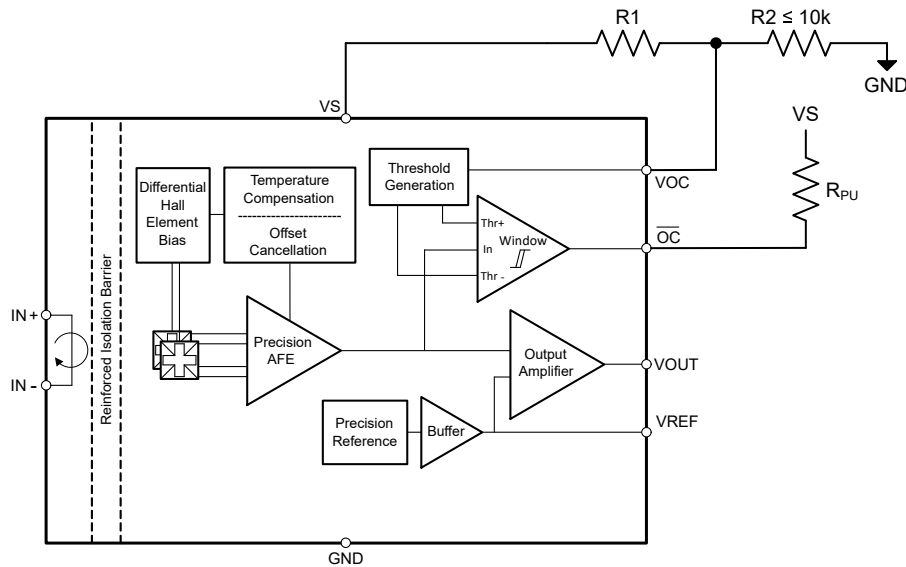 R1
R2 ≤ 10k
GND
VS
VS
Differential
Hall
Element
Bias
Temperature
Compensation
Offset
Cancellation
Threshold
Generation
VOC
RPU
Thr+
In
Window
Thr -
OC
Reinforced Isolation Barrier
IN+
IN-
Precision
AFE
Output
Amplifier
VOUT
Precision
Reference
Buffer
VREF
GND